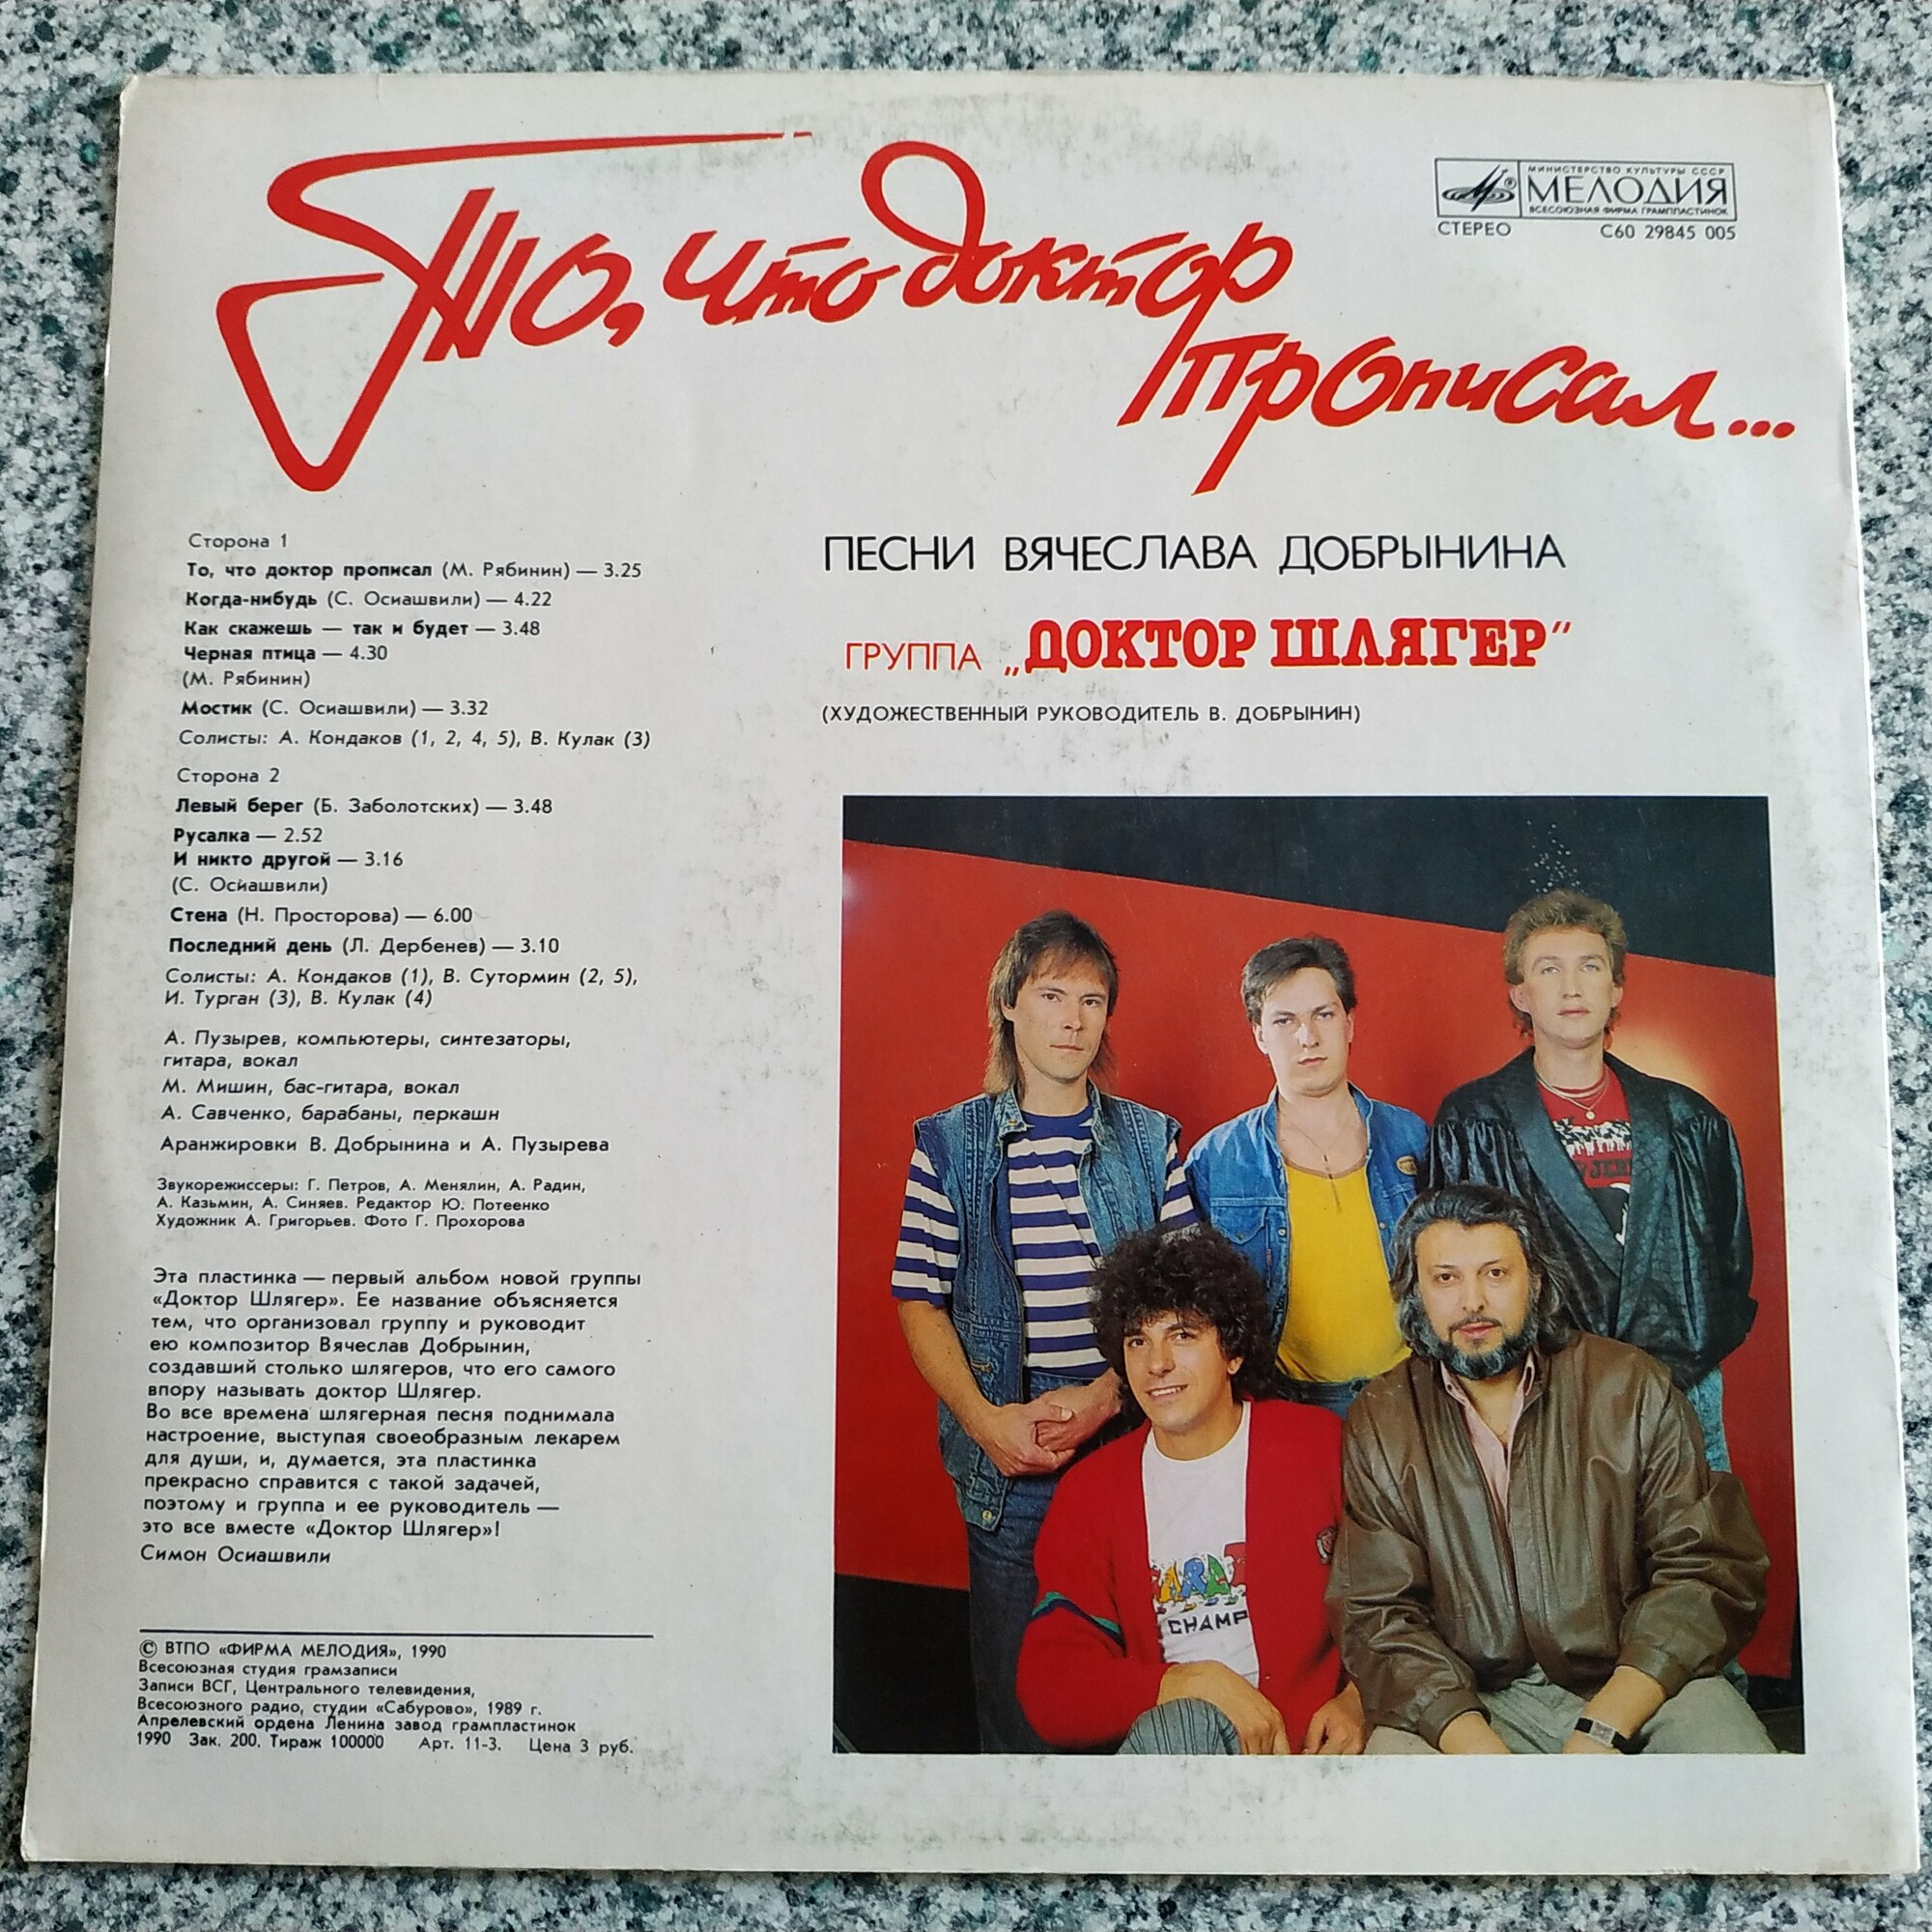 То, что доктор
прописал...
МИНИСТЕРСТВО КУЛЬТУРЫ СССР
МЕЛОДИЯ
ВСЕСОЮЗНАЯ ФИРМА ГРАМПЛАСТИНОК
СТЕРЕО С60 29845 005
ПЕСНИ ВЯЧЕСЛАВА ДОБРЫНИНА
ГРУППА „ДОКТОР ШЛЯГЕР"
(ХУДОЖЕСТВЕННЫЙ РУКОВОДИТЕЛЬ В. ДОБРЫНИН)
Сторона 1
То, что доктор прописал (М. Рябинин) — 3.25
Когда-нибудь (С. Осиашвили) — 4.22
Как скажешь — так и будет — 3.48
Черная птица — 4.30
(М. Рябинин)
Мостик (С. Осиашвили) — 3.32
Солисты: А. Кондаков (1, 2, 4, 5), В. Кулак (3)
Сторона 2
Левый берег (Б. Заболотских) — 3.48
Русалка — 2.52
И никто другой — 3.16
(С. Осиашвили)
Стена (Н. Просторова) — 6.00
Последний день (Л. Дербенев) — 3.10
Солисты: А. Кондаков (1), В. Сутормин (2, 5),
И. Турган (3), В. Кулак (4)
А. Пузырев, компьютеры, синтезаторы,
гитара, вокал
М. Мишин, бас-гитара, вокал
А. Савченко, барабаны, перкашн
Аранжировки В. Добрынина и А. Пузырева
Звукорежиссеры: Г. Петров, А. Менялин, А. Радин,
А. Казьмин, А. Синяев. Редактор Ю. Потеенко
Художник А. Григорьев. Фото Г. Прохорова
Эта пластинка — первый альбом новой группы
«Доктор Шлягер». Ее название объясняется
тем, что организовал группу и руководит
ею композитор Вячеслав Добрынин,
создавший столько шлягеров, что его самого
впору называть доктор Шлягер.
Во все времена шлягерная песня поднимала
настроение, выступая своеобразным лекарем
для души, и, думается, эта пластинка
прекрасно справится с такой задачей,
поэтому и группа и ее руководитель —
это все вместе «Доктор Шлягер»!
Симон Осиашвили
© ВТПО «ФИРМА МЕЛОДИЯ», 1990
Всесоюзная студия грамзаписи
Записи ВСГ, Центрального телевидения,
Всесоюзного радио, студии «Сабурово», 1989 г.
Апрелевский ордена Ленина завод грампластинок
1990 Зак. 200. Тираж 100000 Арт. 11-3. Цена 3 руб.
CHAMP